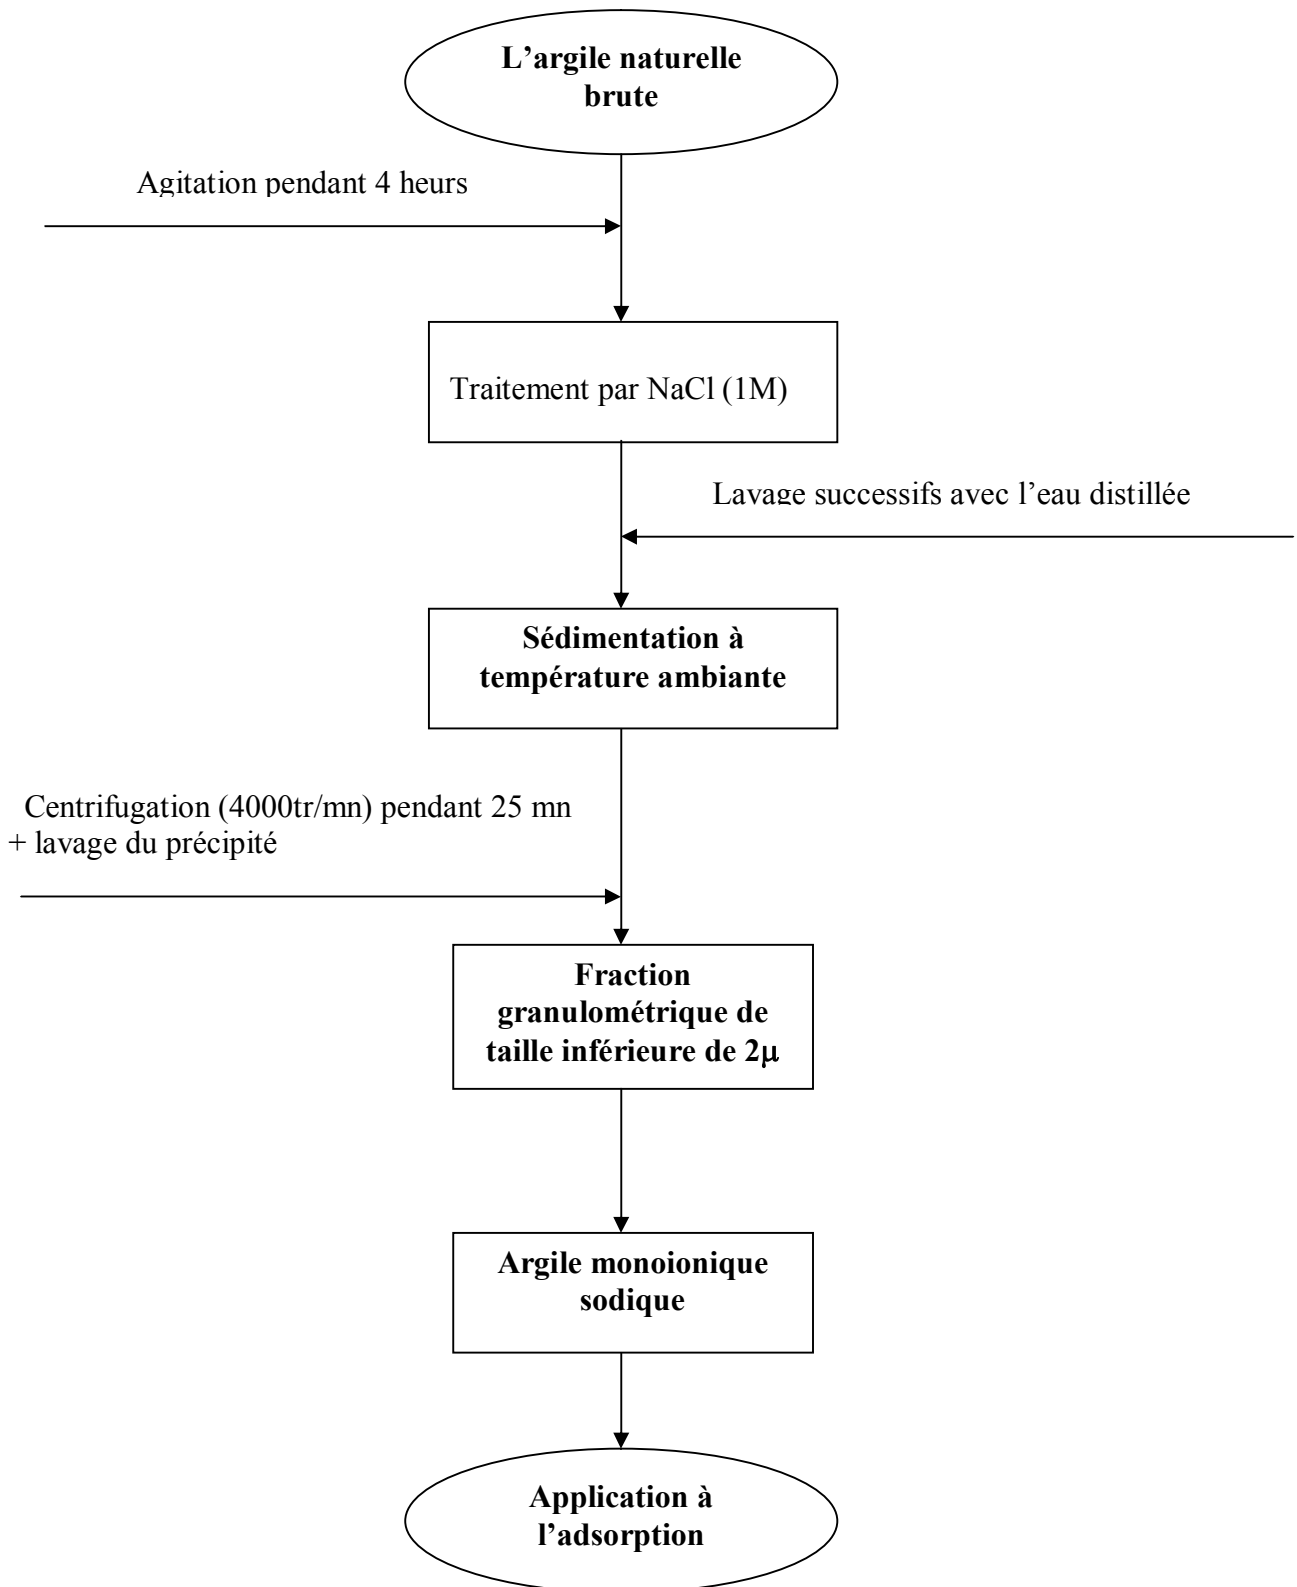 L’argile naturelle
brute
Agitation pendant 4 heurs
Traitement par NaCl (1M)
Lavage successifs avec l’eau distillée
Sédimentation à
température ambiante
Centrifugation (4000tr/mn) pendant 25 mn
+ lavage du précipité
Fraction
granulométrique de
taille inférieure de 2μ
Argile monoionique
sodique
Application à
l’adsorption